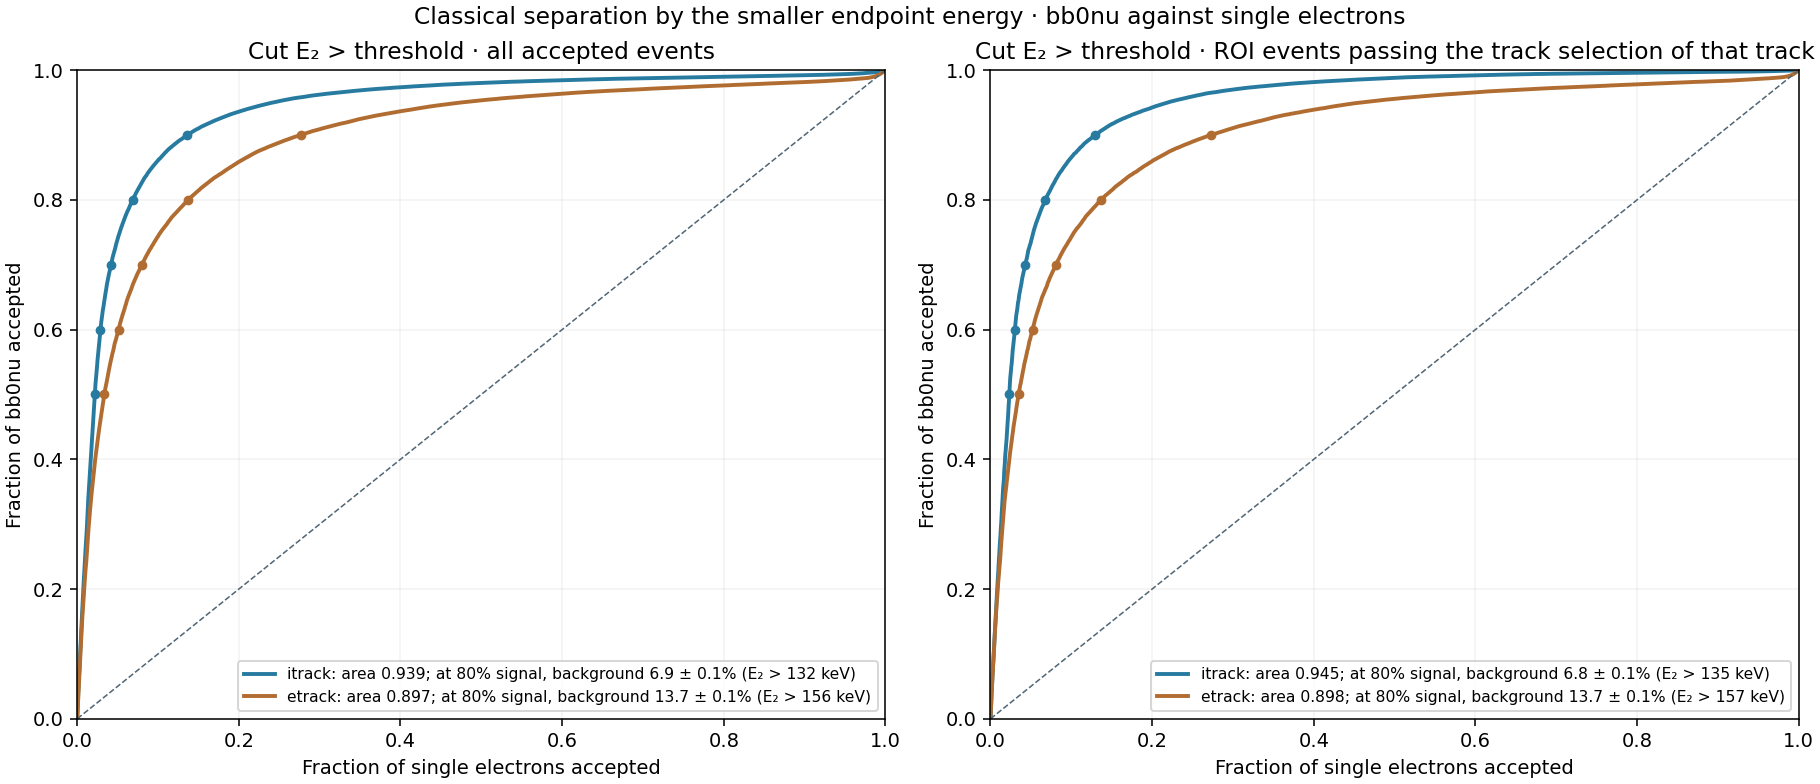 Classical separation by the smaller endpoint energy · bb0nu against single electrons
Cut E₂ > threshold · all accepted events
1.0
0.8
0.6
0.4
0.2
0.0
Fraction of bb0nu accepted
itrack: area 0.939; at 80% signal, background 6.9 ± 0.1% (E₂ > 132 keV)
etrack: area 0.897; at 80% signal, background 13.7 ± 0.1% (E₂ > 156 keV)
0.0 0.2 0.4 0.6 0.8 1.0
Fraction of single electrons accepted
Cut E₂ > threshold · ROI events passing the track selection of that track
1.0
0.8
0.6
0.4
0.2
0.0
Fraction of bb0nu accepted
itrack: area 0.945; at 80% signal, background 6.8 ± 0.1% (E₂ > 135 keV)
etrack: area 0.898; at 80% signal, background 13.7 ± 0.1% (E₂ > 157 keV)
0.0 0.2 0.4 0.6 0.8 1.0
Fraction of single electrons accepted